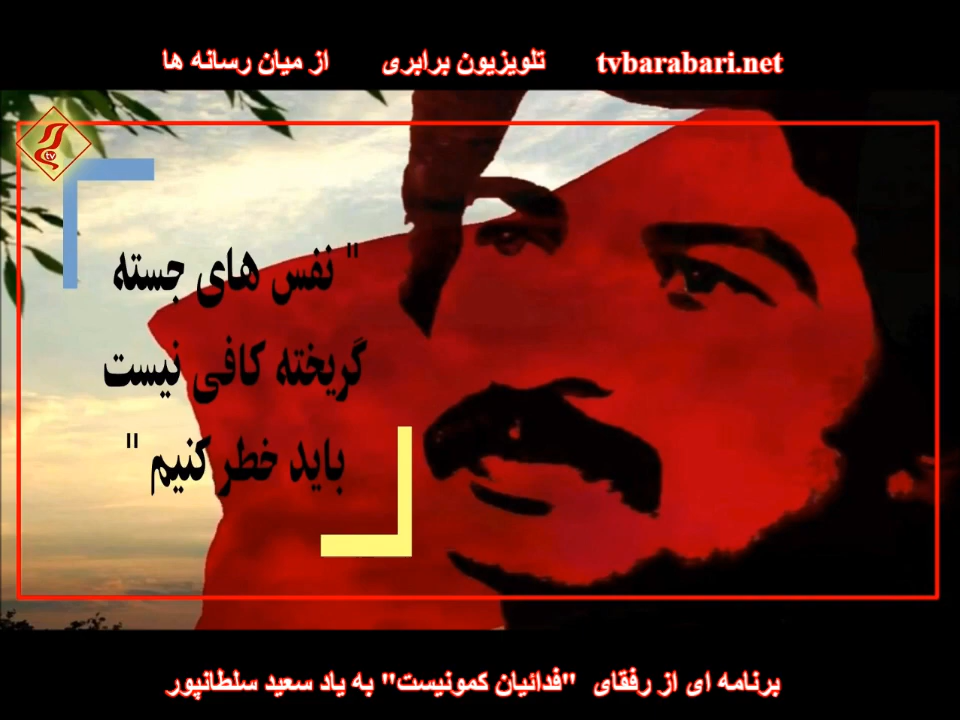 tvbarabari.net تلویزیون برابری از میان رسانه ها
tv
" نفس های جسته
گریخته کافی نیست
باید خطر کنیم "
برنامه ای از رفقای "فدائیان کمونیست" به یاد سعید سلطانپور